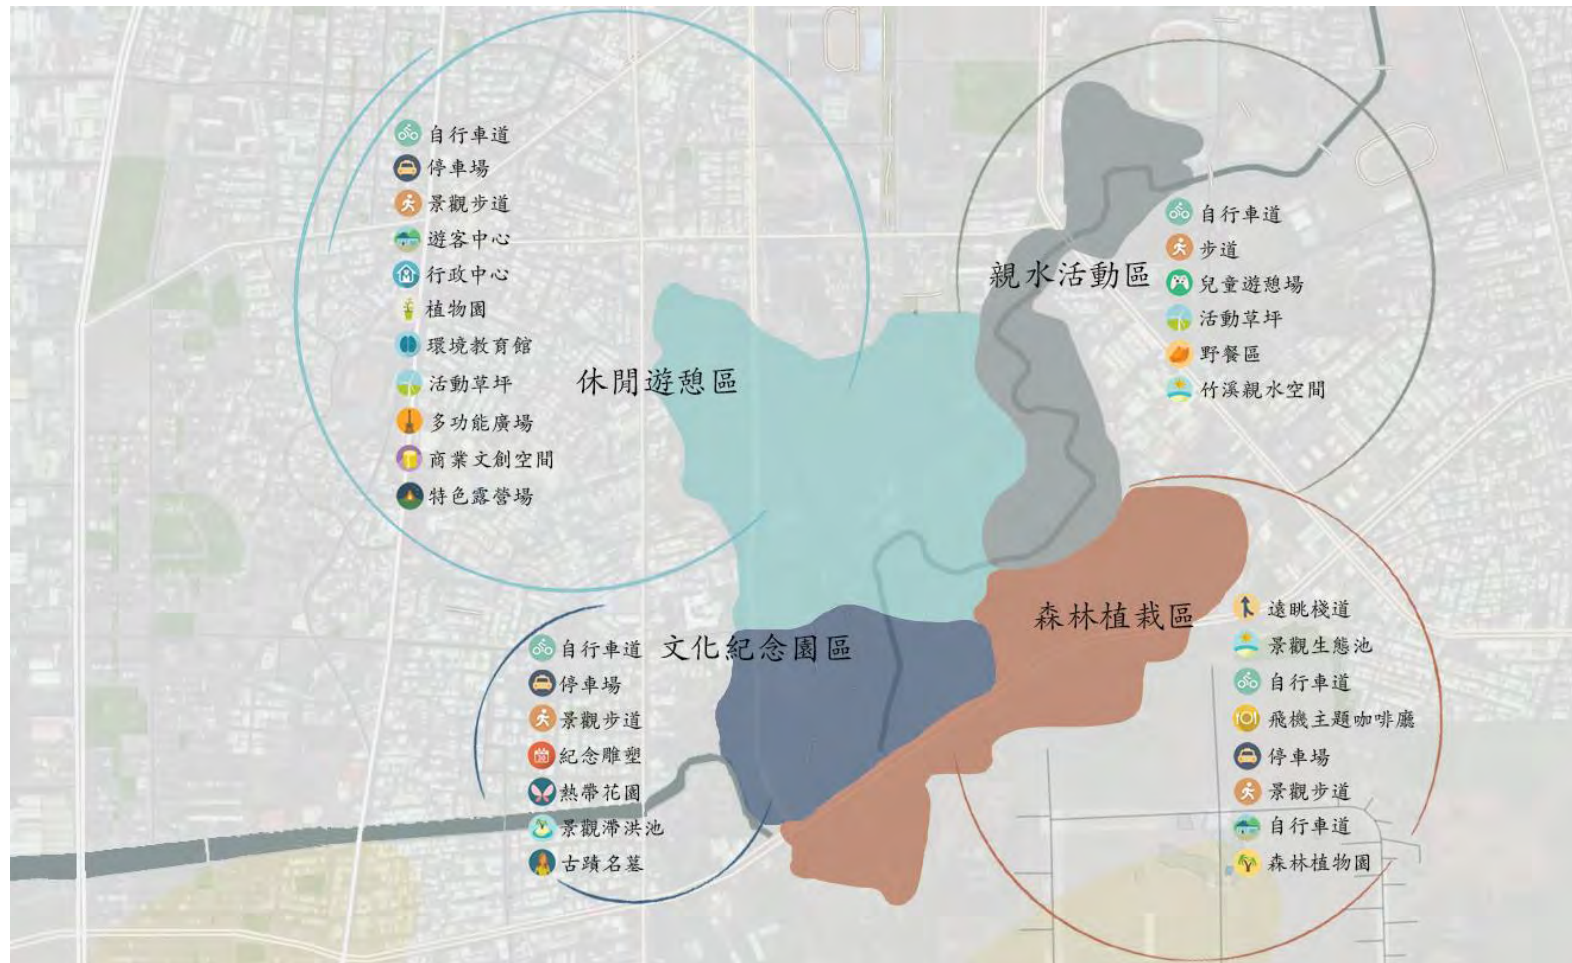 自行車道
停車場
景觀步道
遊客中心
行政中心
植物園
環境教育館
活動草坪
多功能廣場
商業文創空間
特色露營場
休閒遊憩區
親水活動區
自行車道
步道
兒童遊憩場
活動草坪
野餐區
竹溪親水空間
文化紀念園區
自行車道
停車場
景觀步道
紀念雕塑
熱帶花園
景觀滯洪池
古蹟名墓
森林植栽區
遠眺棧道
景觀生態池
自行車道
飛機主題咖啡廳
停車場
景觀步道
自行車道
森林植物園